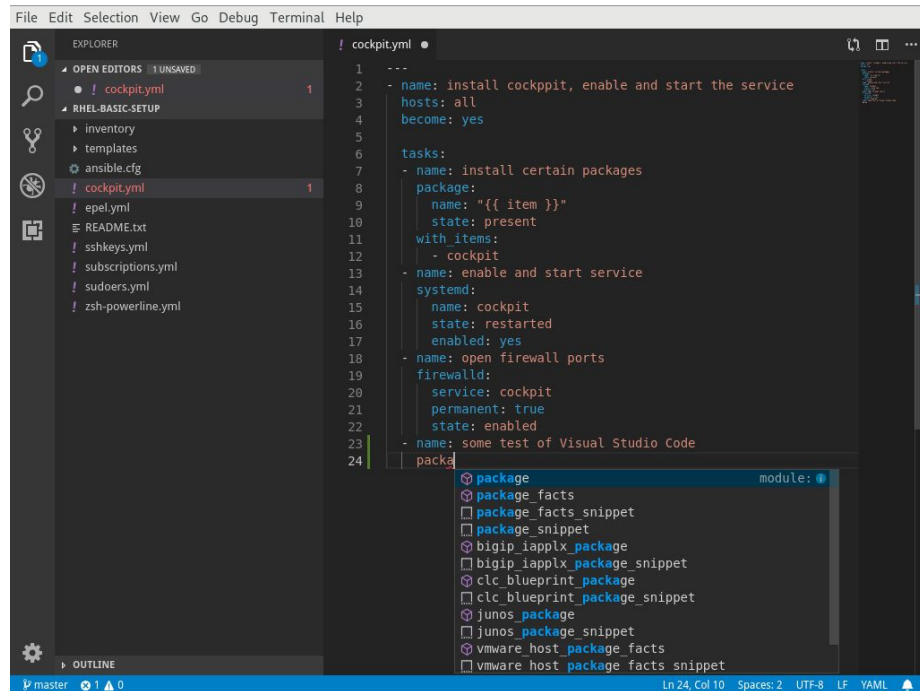 File Edit Selection View Go Debug Terminal Help
EXPLORER
OPEN EDITORS 1 UNSAVED
! cockpit.yml 1
RHEL-BASIC-SETUP
inventory
templates
ansible.cfg
! cockpit.yml 1
! epel.yml
README.txt
! sshkeys.yml
! subscriptions.yml
! sudoers.yml
! zsh-powerline.yml
OUTLINE
! cockpit.yml
1 ---
2 - name: install cockppit, enable and start the service
3 hosts: all
4 become: yes
5
6 tasks:
7 - name: install certain packages
8 package:
9 name: "{{ item }}"
10 state: present
11 with_items:
12 - cockpit
13 - name: enable and start service
14 systemd:
15 name: cockpit
16 state: restarted
17 enabled: yes
18 - name: open firewall ports
19 firewalld:
20 service: cockpit
21 permanent: true
22 state: enabled
23 - name: some test of Visual Studio Code
24 packa
package module:
package_facts
package_facts_snippet
package_snippet
bigip_iapplx_package
bigip_iapplx_package_snippet
clc_blueprint_package
clc_blueprint_package_snippet
junos_package
junos_package_snippet
vmware_host_package_facts
vmware_host_package_facts_snippet
master 1 0 Ln 24, Col 10 Spaces: 2 UTF-8 LF YAML